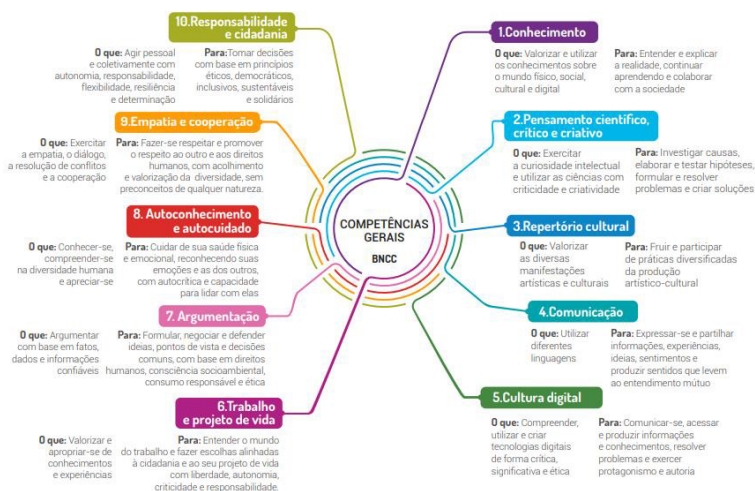 COMPETÊNCIAS
GERAIS
BNCC
1.Conhecimento
O que: Valorizar e utilizar
os conhecimentos sobre
o mundo físico, social,
cultural e digital
Para: Entender e explicar
a realidade, continuar
aprendendo e colaborar
com a sociedade
2.Pensamento científico,
crítico e criativo
O que: Exercitar
a curiosidade intelectual
e utilizar as ciências com
criticidade e criatividade
Para: Investigar causas,
elaborar e testar hipóteses,
formular e resolver
problemas e criar soluções
3.Repertório cultural
O que: Valorizar
as diversas
manifestações
artísticas e culturais
Para: Fruir e participar
de práticas diversificadas
da produção
artístico-cultural
4.Comunicação
O que: Utilizar
diferentes
linguagens
Para: Expressar-se e partilhar
informações, experiências,
ideias, sentimentos e
produzir sentidos que levem
ao entendimento mútuo
5.Cultura digital
O que: Compreender,
utilizar e criar
tecnologias digitais
de forma crítica,
significativa e ética
Para: Comunicar-se, acessar
e produzir informações
e conhecimentos, resolver
problemas e exercer
protagonismo e autoria
6.Trabalho
e projeto de vida
O que: Valorizar e
apropriar-se de
conhecimentos
e experiências
Para: Entender o mundo
do trabalho e fazer escolhas alinhadas
à cidadania e ao seu projeto de vida
com liberdade, autonomia,
criticidade e responsabilidade.
7. Argumentação
O que: Argumentar
com base em fatos,
dados e informações
confiáveis
Para: Formular, negociar e defender
ideias, pontos de vista e decisões
comuns, com base em direitos
humanos, consciência socioambiental,
consumo responsável e ética
8. Autoconhecimento
e autocuidado
O que: Conhecer-se,
compreender-se
na diversidade humana
e apreciar-se
Para: Cuidar de sua saúde física
e emocional, reconhecendo suas
emoções e as dos outros,
com autocrítica e capacidade
para lidar com elas
9.Empatia e cooperação
O que: Exercitar
a empatia, o diálogo,
a resolução de conflitos
e a cooperação
Para: Fazer-se respeitar e promover
o respeito ao outro e aos direitos
humanos, com acolhimento
e valorização da diversidade, sem
preconceitos de qualquer natureza.
10.Responsabilidade
e cidadania
O que: Agir pessoal
e coletivamente com
autonomia, responsabilidade,
flexibilidade, resiliência
e determinação
Para:Tomar decisões
com base em princípios
éticos, democráticos,
inclusivos, sustentáveis
e solidários